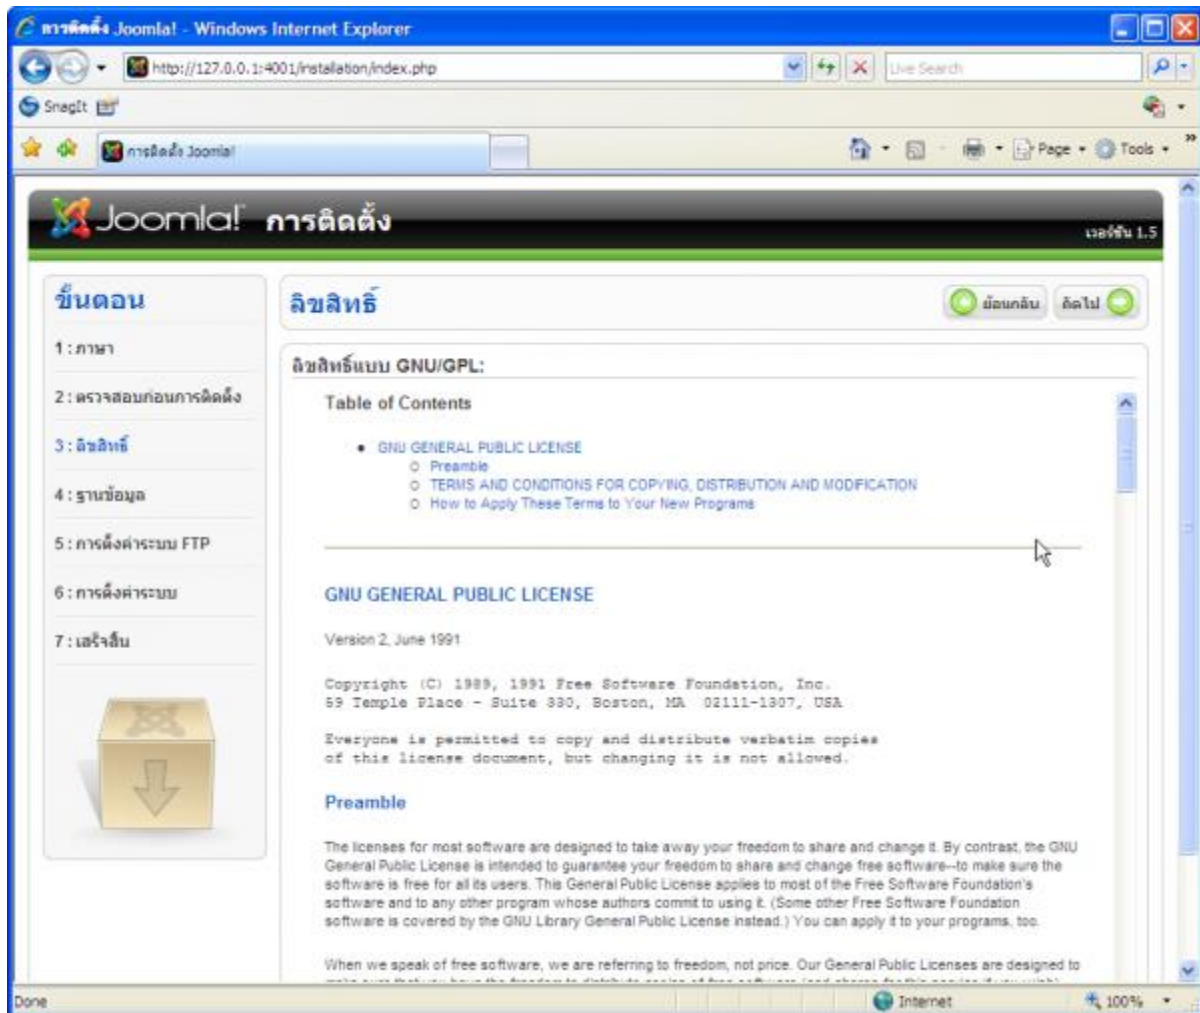 การติดตั้ง Joomla! - Windows Internet Explorer
http://127.0.0.1:4001/installation/index.php
Live Search
SnagIt
การติดตั้ง Joomla!
Page
Tools
Joomla! การติดตั้ง
เวอร์ชัน 1.5
ขั้นตอน
1 : ภาษา
2 : ตรวจสอบก่อนการติดตั้ง
3 : ลิขสิทธิ์
4 : ฐานข้อมูล
5 : การตั้งค่าระบบ FTP
6 : การตั้งค่าระบบ
7 : เสร็จสิ้น
ลิขสิทธิ์
ย้อนกลับ
ถัดไป
ลิขสิทธิ์แบบ GNU/GPL:
Table of Contents
GNU GENERAL PUBLIC LICENSE
Preamble
TERMS AND CONDITIONS FOR COPYING, DISTRIBUTION AND MODIFICATION
How to Apply These Terms to Your New Programs
GNU GENERAL PUBLIC LICENSE
Version 2, June 1991
Copyright (C) 1989, 1991 Free Software Foundation, Inc.
59 Temple Place - Suite 330, Boston, MA 02111-1307, USA
Everyone is permitted to copy and distribute verbatim copies
of this license document, but changing it is not allowed.
Preamble
The licenses for most software are designed to take away your freedom to share and change it. By contrast, the GNU
General Public License is intended to guarantee your freedom to share and change free software--to make sure the
software is free for all its users. This General Public License applies to most of the Free Software Foundation's
software and to any other program whose authors commit to using it. (Some other Free Software Foundation
software is covered by the GNU Library General Public License instead.) You can apply it to your programs, too.
When we speak of free software, we are referring to freedom, not price. Our General Public Licenses are designed to
Done
Internet
100%